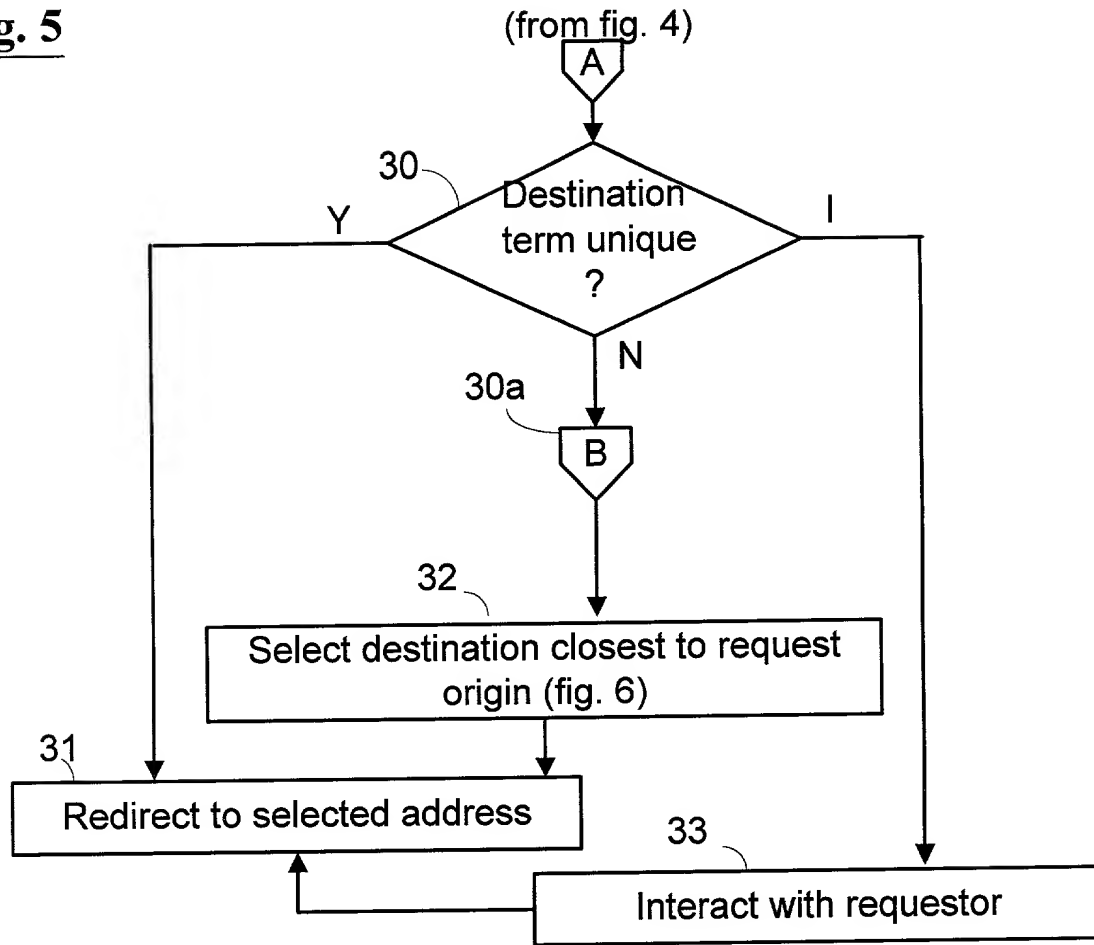 g. 5
(from fig. 4)
A
30
Destination
term unique
?
Y
I
N
30a
B
32
Select destination closest to request
origin (fig. 6)
31
Redirect to selected address
33
Interact with requestor